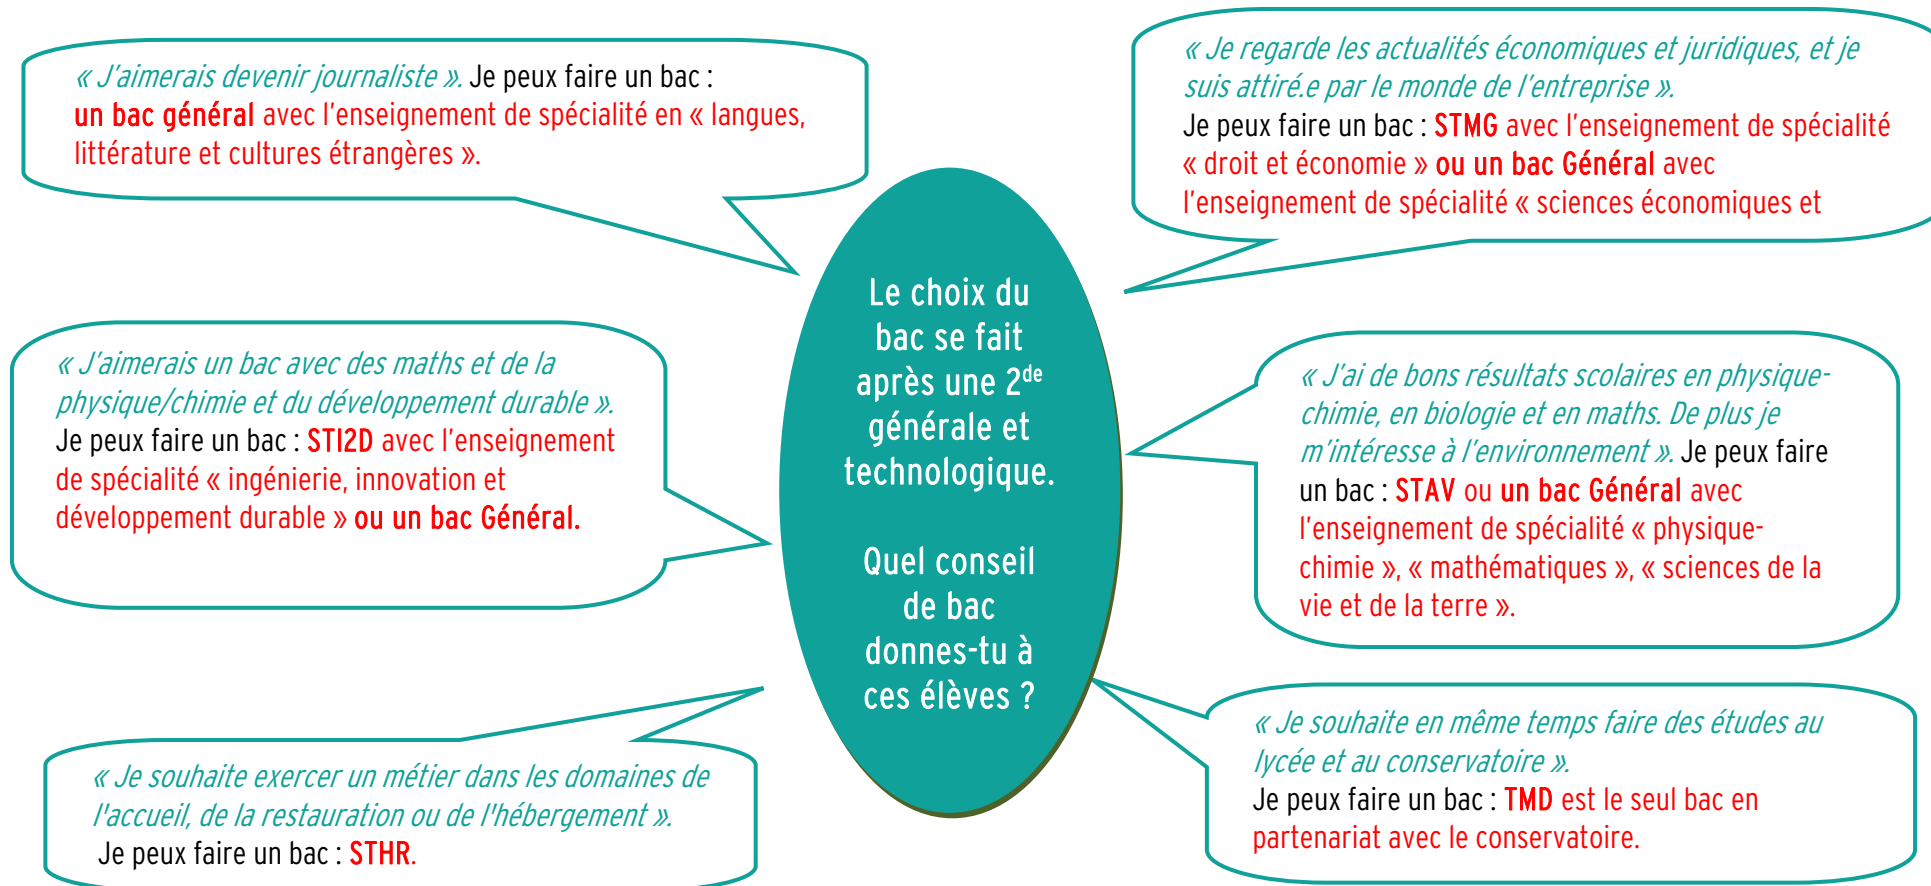 « J'aimerais devenir journaliste ». Je peux faire un bac :
un bac général avec l'enseignement de spécialité en « langues,
littérature et cultures étrangères ».
« Je regarde les actualités économiques et juridiques, et je
suis attiré.e par le monde de l'entreprise ».
Je peux faire un bac : STMG avec l'enseignement de spécialité
« droit et économie » ou un bac Général avec
l'enseignement de spécialité « sciences économiques et
« J'aimerais un bac avec des maths et de la
physique/chimie et du développement durable ».
Je peux faire un bac : STI2D avec l'enseignement
de spécialité « ingénierie, innovation et
développement durable » ou un bac Général.
Le choix du
bac se fait
après une 2de
générale et
technologique.
Quel conseil
de bac
donnes-tu à
ces élèves ?
« J'ai de bons résultats scolaires en physique-
chimie, en biologie et en maths. De plus je
m'intéresse à l'environnement ». Je peux faire
un bac : STAV ou un bac Général avec
l'enseignement de spécialité « physique-
chimie », « mathématiques », « sciences de la
vie et de la terre ».
« Je souhaite exercer un métier dans les domaines de
l'accueil, de la restauration ou de l'hébergement ».
Je peux faire un bac : STHR.
« Je souhaite en même temps faire des études au
lycée et au conservatoire ».
Je peux faire un bac : TMD est le seul bac en
partenariat avec le conservatoire.